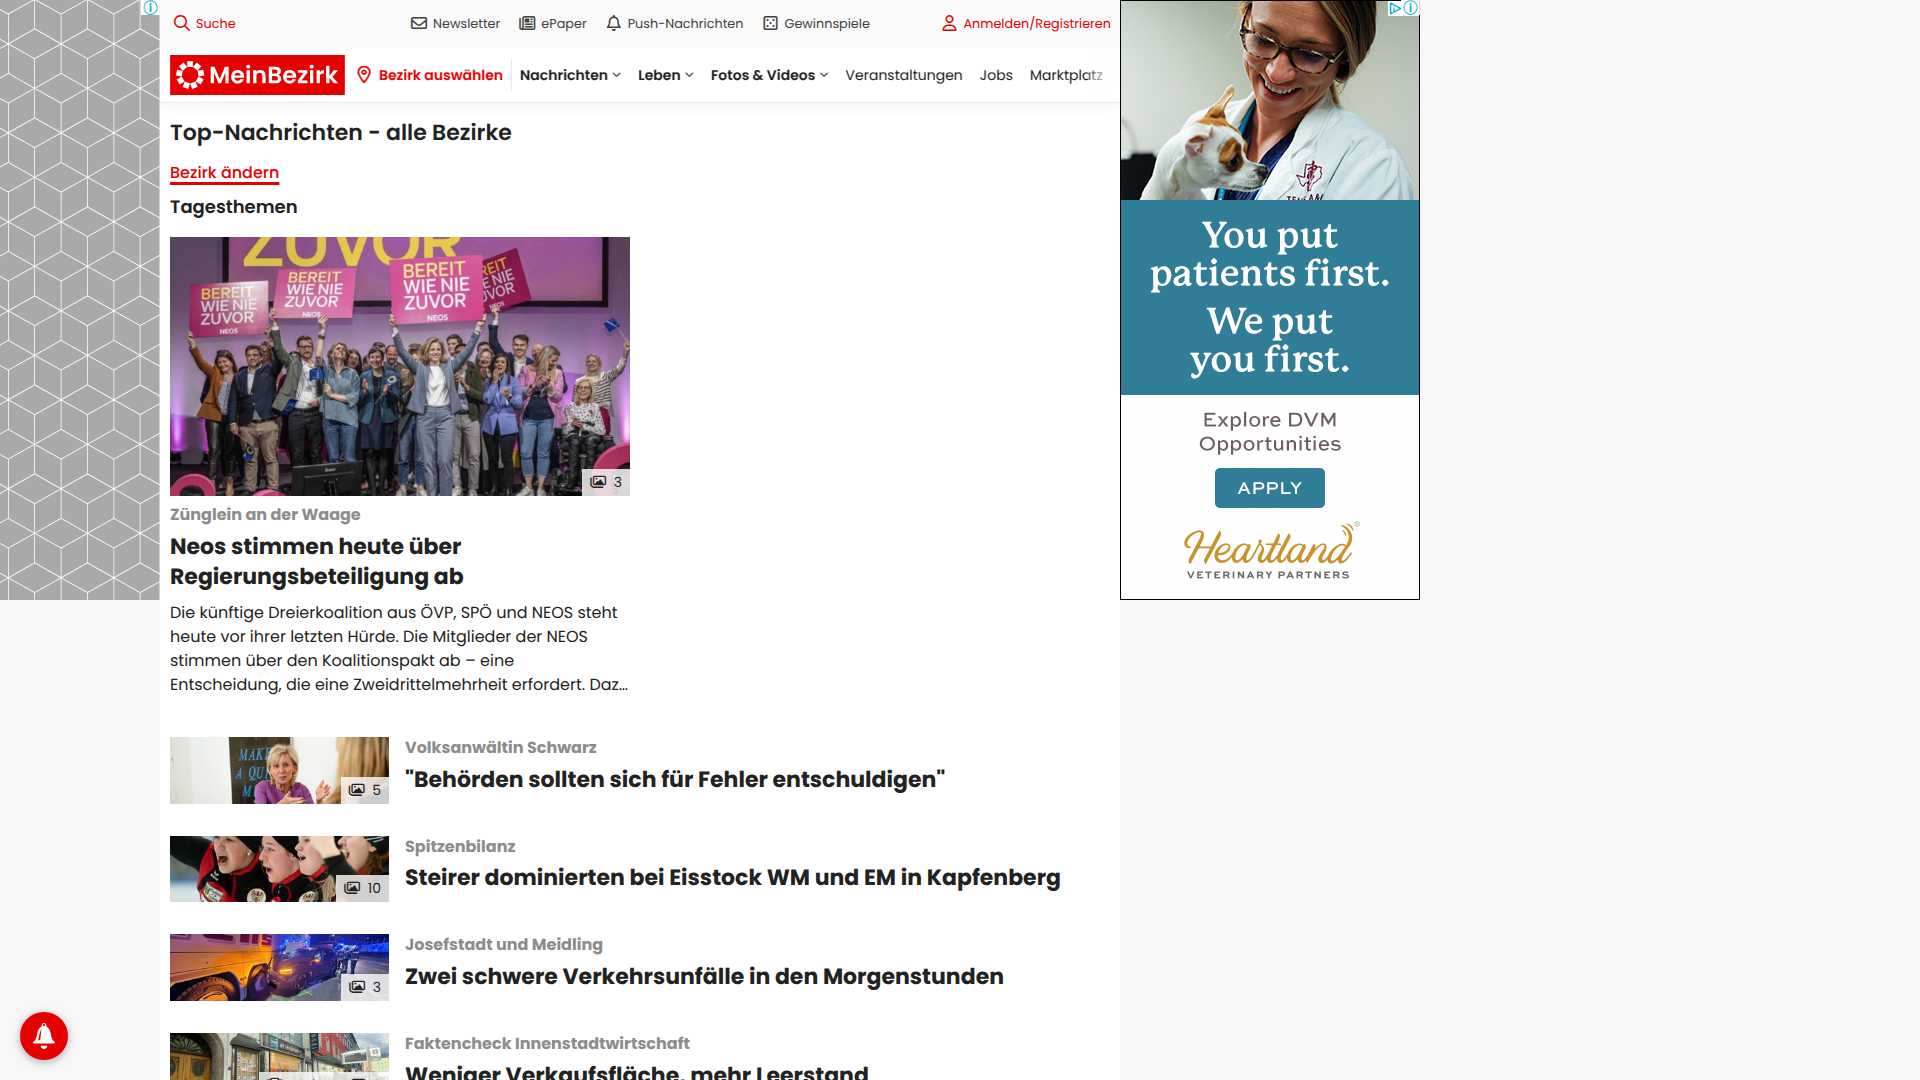 Suche
Newsletter
ePaper
Push-Nachrichten
Gewinnspiele
Anmelden/Registrieren
MeinBezirk
Bezirk auswählen
Nachrichten
Leben
Fotos & Videos
Veranstaltungen
Jobs
Marktplatz
Top-Nachrichten - alle Bezirke
Bezirk ändern
Tagesthemen
ZUVOR
BEREIT WIE NIE ZUVOR NEOS
BEREIT WIE NIE ZUVOR NEOS
BEREIT WIE NIE ZUVOR NEOS
3
Zünglein an der Waage
Neos stimmen heute über
Regierungsbeteiligung ab
Die künftige Dreierkoalition aus ÖVP, SPÖ und NEOS steht
heute vor ihrer letzten Hürde. Die Mitglieder der NEOS
stimmen über den Koalitionspakt ab – eine
Entscheidung, die eine Zweidrittelmehrheit erfordert. Daz...
5
Volksanwältin Schwarz
"Behörden sollten sich für Fehler entschuldigen"
10
Spitzenbilanz
Steirer dominierten bei Eisstock WM und EM in Kapfenberg
3
Josefstadt und Meidling
Zwei schwere Verkehrsunfälle in den Morgenstunden
Faktencheck Innenstadtwirtschaft
Weniger Verkaufsfläche, mehr Leerstand
You put
patients first.
We put
you first.
Explore DVM
Opportunities
APPLY
Heartland
VETERINARY PARTNERS